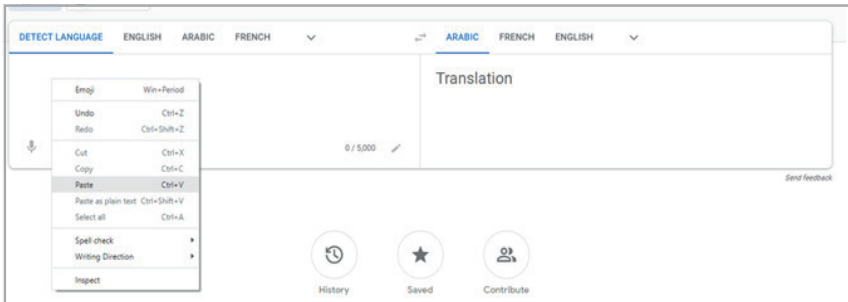 DETECT LANGUAGE ENGLISH ARABIC FRENCH
ARABIC FRENCH ENGLISH
Translation
Emoji Win+Period
Undo Ctrl+Z
Redo Ctrl+Shift+Z
Cut Ctrl+X
Copy Ctrl+C
Paste Ctrl+V
Paste as plain text Ctrl+Shift+V
Select all Ctrl+A
Spell check
Writing Direction
Inspect
0 / 5,000
Send feedback
History Saved Contribute